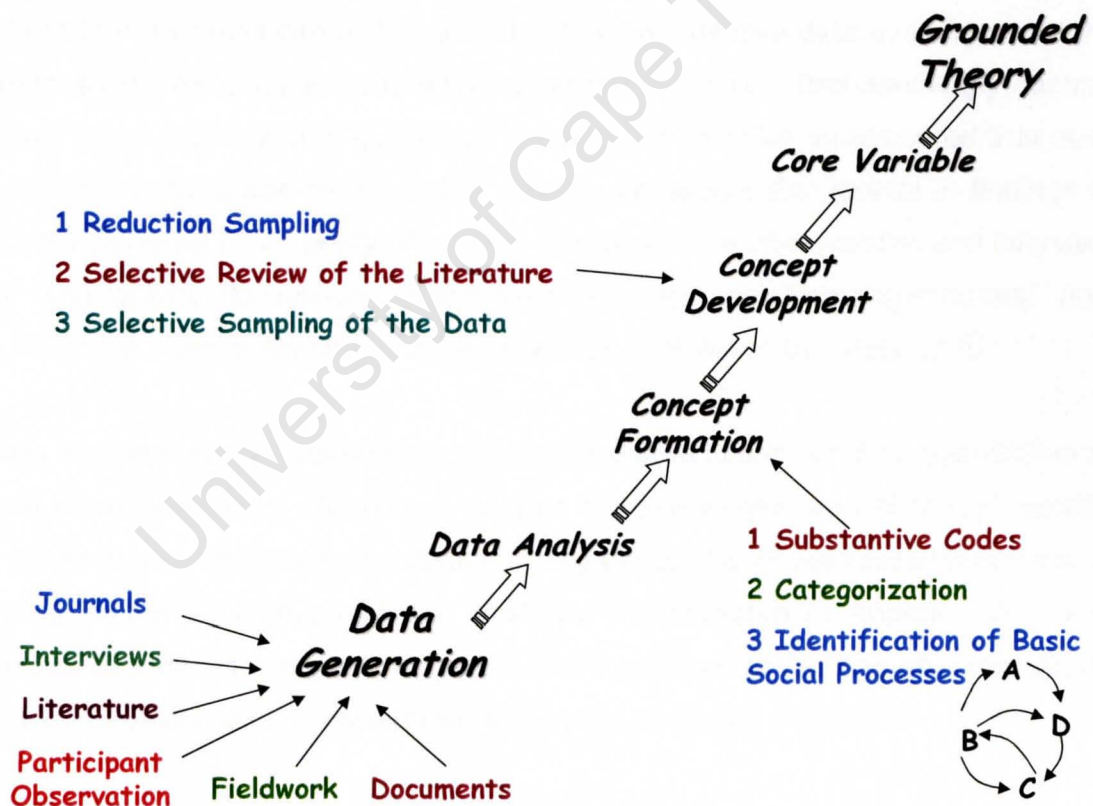 Grounded
Theory
Core Variable
1 Reduction Sampling
2 Selective Review of the Literature
3 Selective Sampling of the Data
Concept
Development
Concept
Formation
Data Analysis
1 Substantive Codes
2 Categorization
3 Identification of Basic
Social Processes
A
B
D
C
Data
Generation
Journals
Interviews
Literature
Participant
Observation
Fieldwork
Documents
University of Cape T